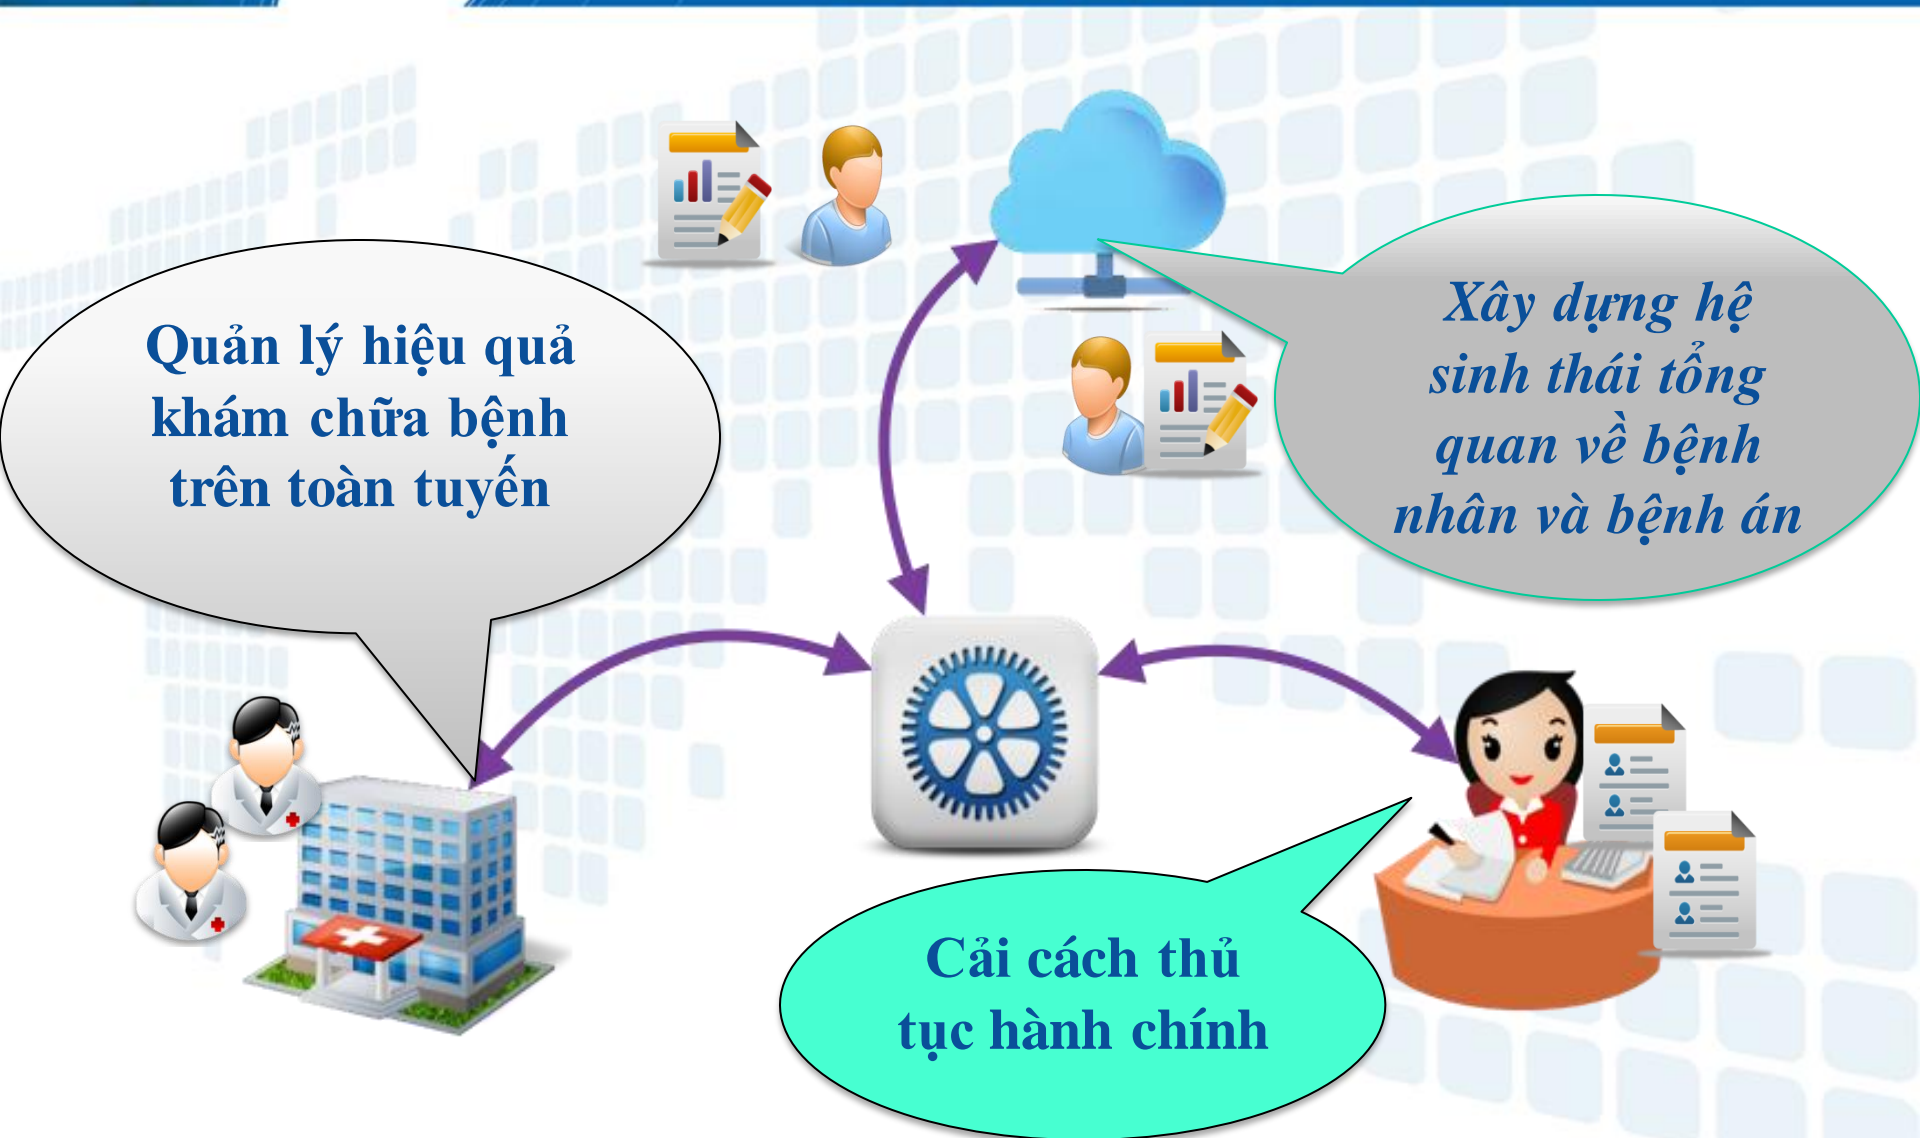 Quản lý hiệu quả
khám chữa bệnh
trên toàn tuyến
Xây dựng hệ
sinh thái tổng
quan về bệnh
nhân và bệnh án
Cải cách thủ
tục hành chính